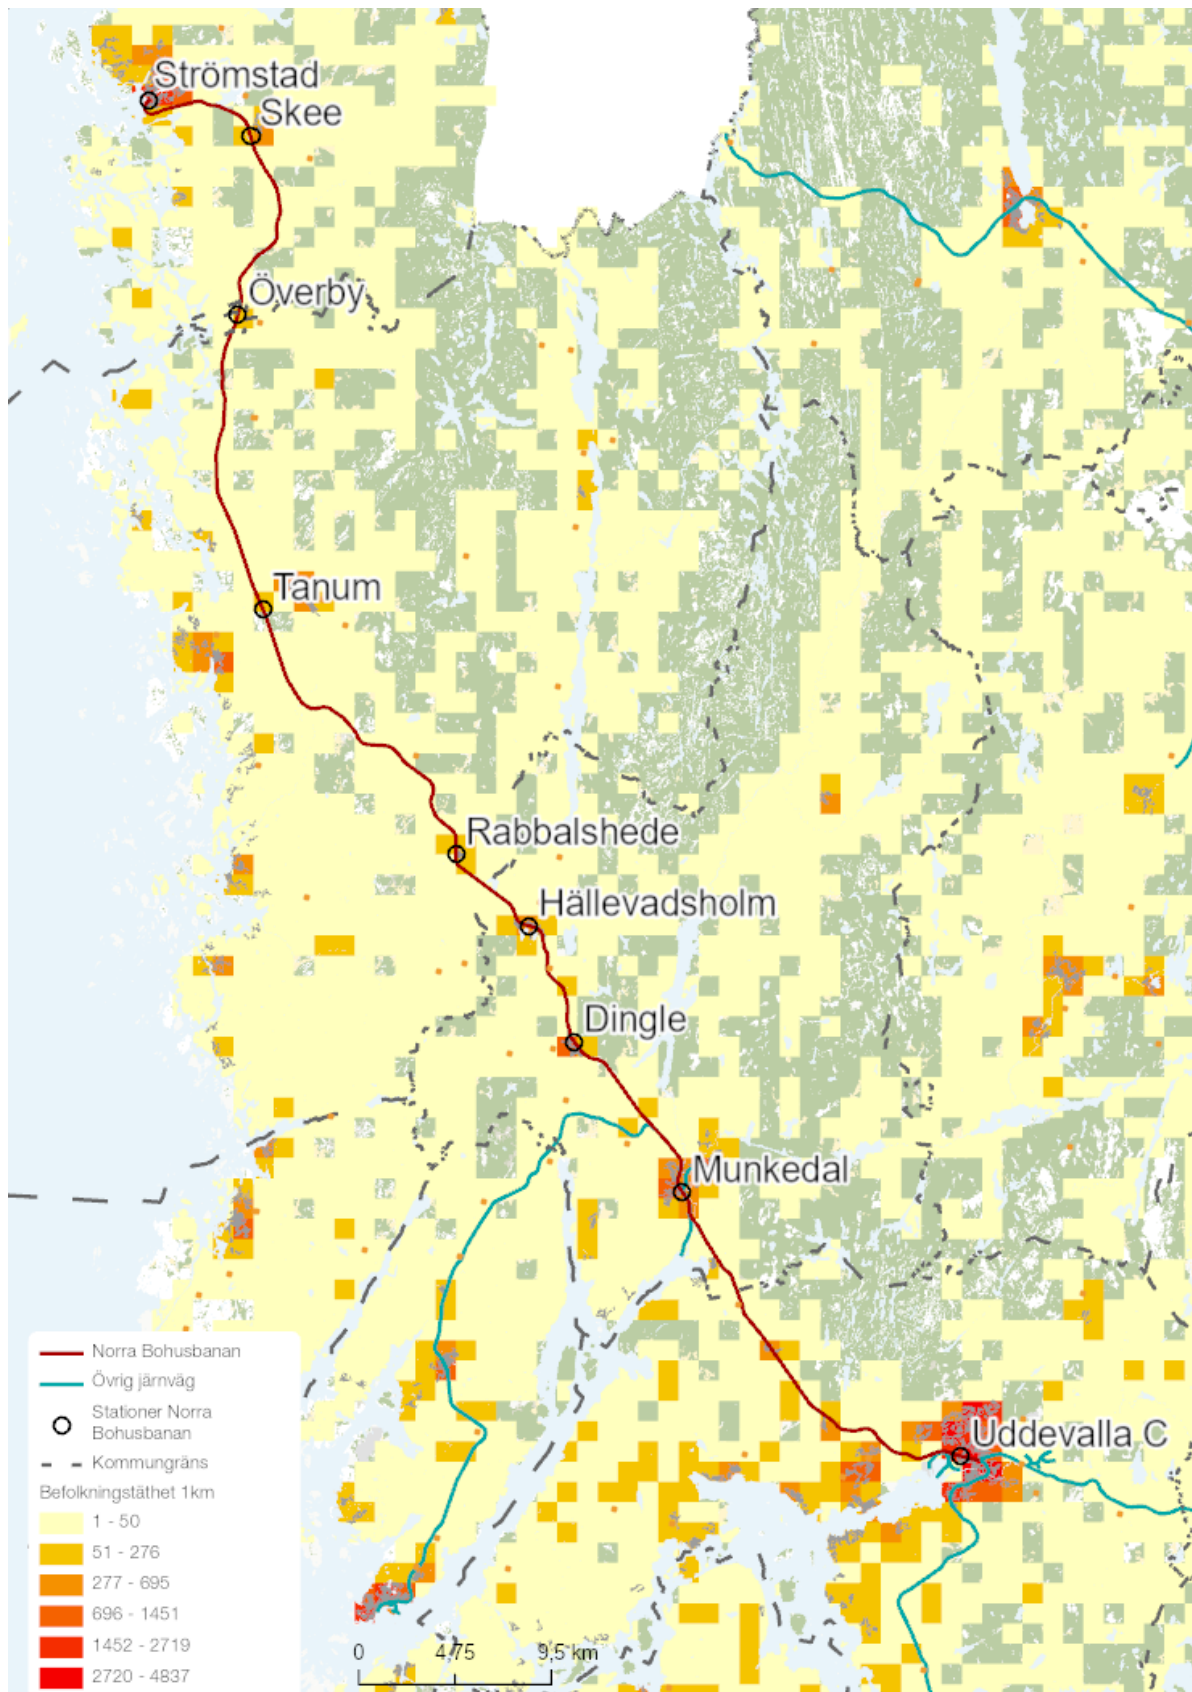 Strömstad
Skee
Överby
Tanum
Rabbalshede
Hällevadsholm
Dingle
Munkedal
Uddevalla C
Norra Bohusbanan
Övrig järnväg
Stationer Norra
Bohusbanan
Kommungräns
Befolkningstäthet 1km
1 - 50
51 - 276
277 - 695
696 - 1451
1452 - 2719
2720 - 4837
0 4,75 9,5 km